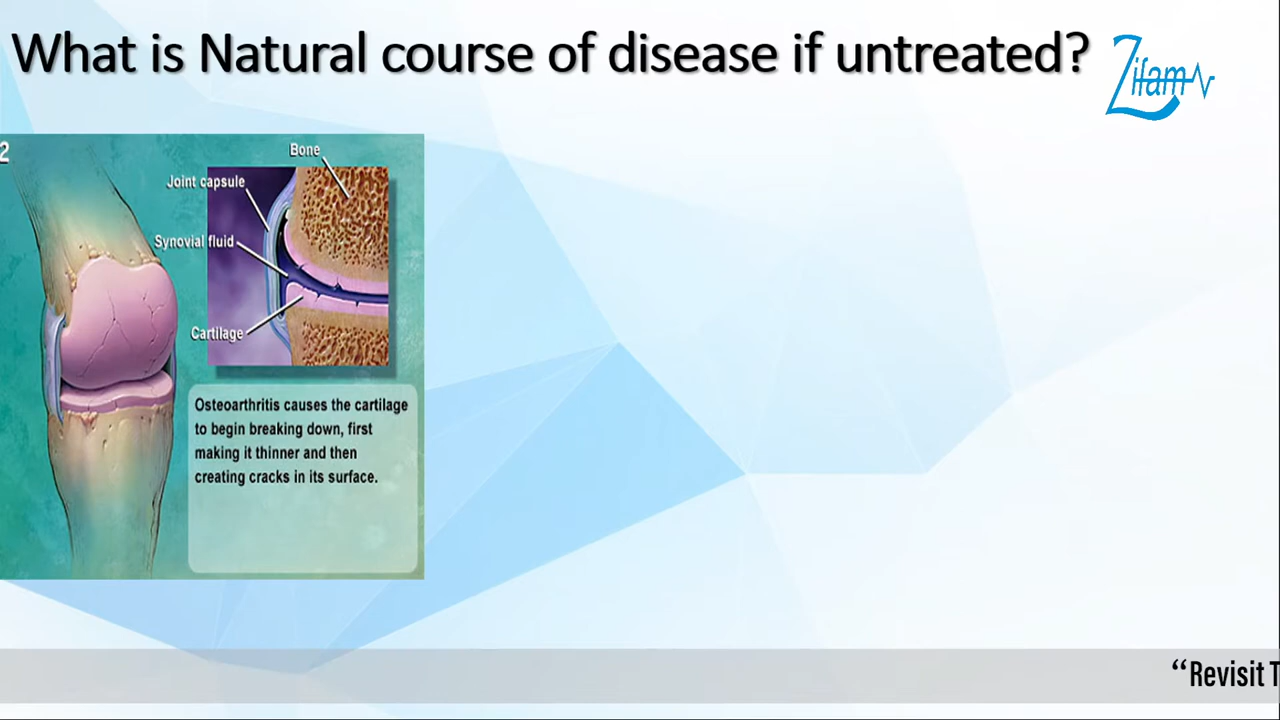 What is Natural course of disease if untreated?
Zifam
2
Bone
Joint capsule
Synovial fluid
Cartilage
Osteoarthritis causes the cartilage
to begin breaking down, first
making it thinner and then
creating cracks in its surface.
“Revisit T